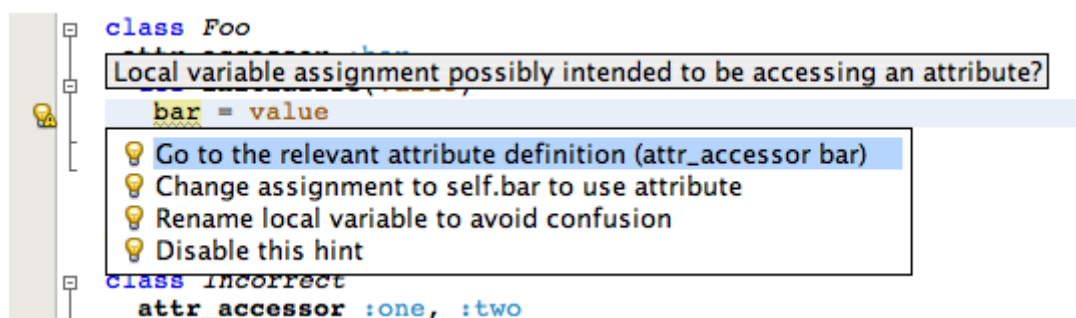 class Foo
Local variable assignment possibly intended to be accessing an attribute?
bar = value
Go to the relevant attribute definition (attr_accessor bar)
Change assignment to self.bar to use attribute
Rename local variable to avoid confusion
Disable this hint
class Incorrect
attr_accessor :one, :two